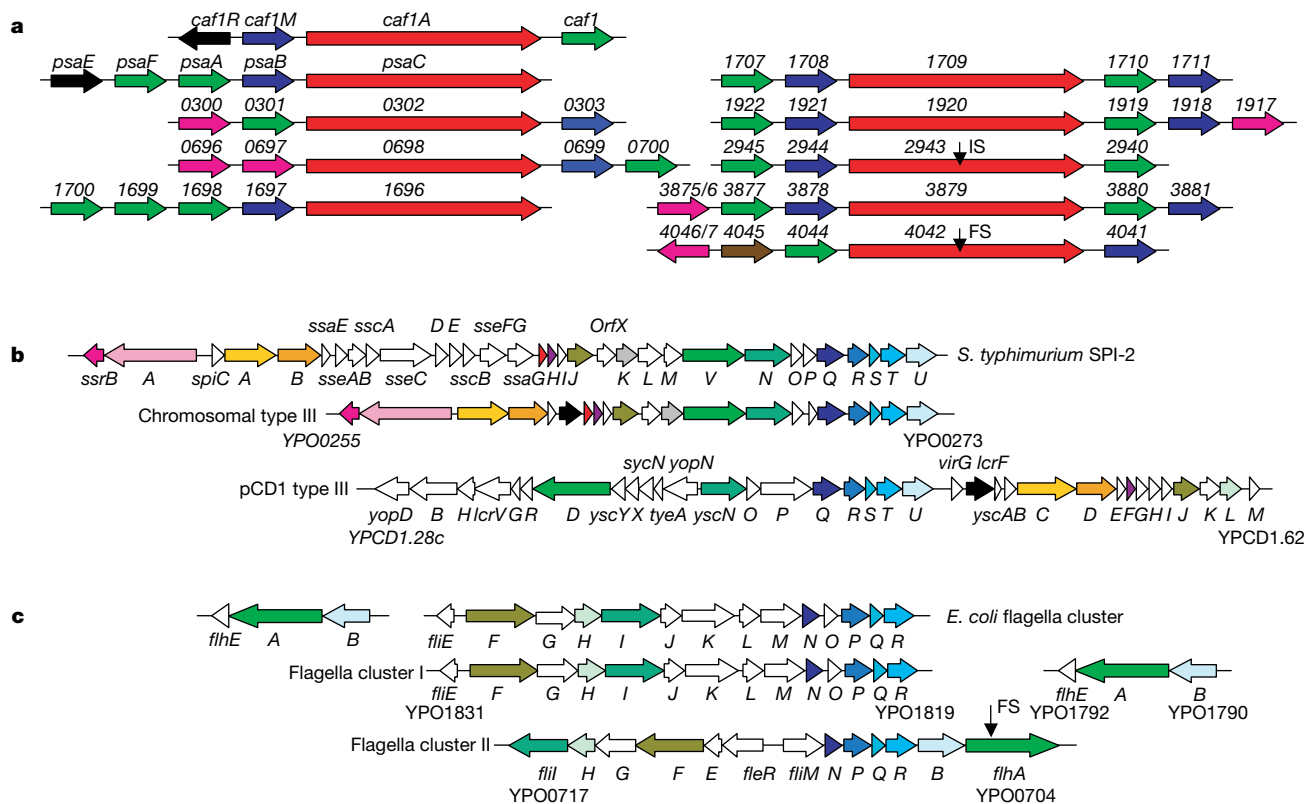 a
caf1R caf1M caf1A caf1
psaE psaF psaA psaB psaC
1707 1708 1709 1710 1711
0300 0301 0302 0303
1922 1921 1920 1919 1918 1917
0696 0697 0698 0699 0700
2945 2944 2943 IS 2940
1700 1699 1698 1697 1696
3875/6 3877 3878 3879 3880 3881
4046/7 4045 4044 4042 FS 4041
b
ssaE sscA D E sseFG OrfX
S. typhimurium SPI-2
ssrB A spiC A B sseAB sseC sscB ssaG H I J K L M V N O P Q R S T U
Chromosomal type III
YPO0255 YPO0273
sycN yopN virG lcrF
pCD1 type III
yopD B H lcrV G R D yscY X tyeA yscN O P Q R S T U yscAB C D E F G H I J K L M
YPCD1.28c YPCD1.62
c
E. coli flagella cluster
flhE A B fliE F G H I J K L M N O P Q R
Flagella cluster I
fliE F G H I J K L M N O P Q R flhE A B
YPO1831 YPO1819 YPO1792 YPO1790
FS
Flagella cluster II
fliI H G F E fleR fliM N P Q R B flhA
YPO0717 YPO0704